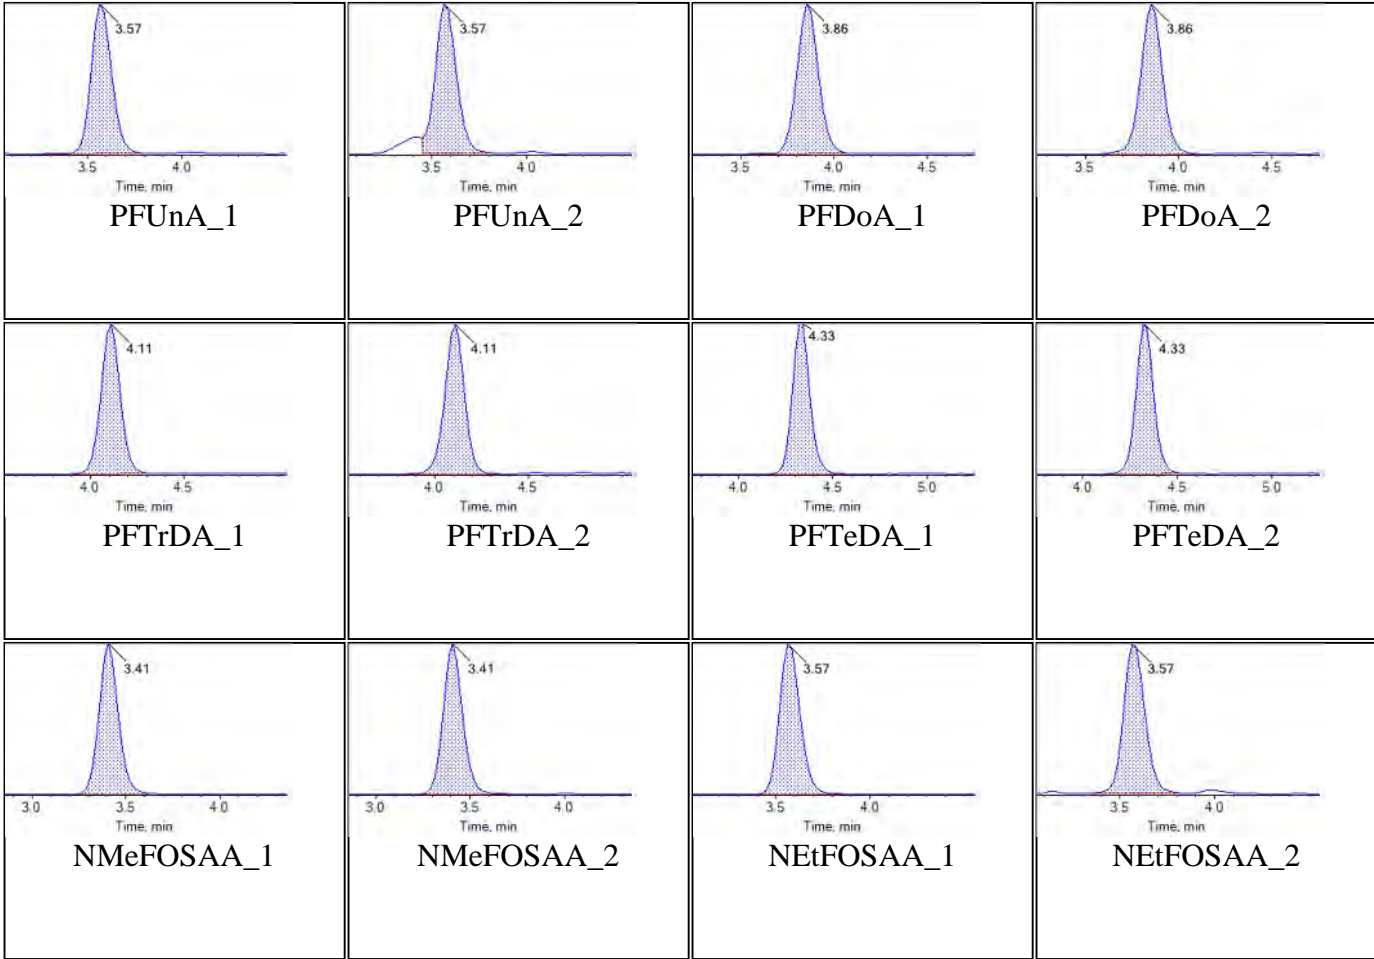 3.57
3.5 4.0
Time, min
PFUnA_1
3.57
3.5 4.0
Time, min
PFUnA_2
3.86
3.5 4.0 4.5
Time, min
PFDoA_1
3.86
3.5 4.0 4.5
Time, min
PFDoA_2
4.11
4.0 4.5
Time, min
PFTrDA_1
4.11
4.0 4.5
Time, min
PFTrDA_2
4.33
4.0 4.5 5.0
Time, min
PFTeDA_1
4.33
4.0 4.5 5.0
Time, min
PFTeDA_2
3.41
3.0 3.5 4.0
Time, min
NMeFOSAA_1
3.41
3.0 3.5 4.0
Time, min
NMeFOSAA_2
3.57
3.5 4.0
Time, min
NEtFOSAA_1
3.57
3.5 4.0
Time, min
NEtFOSAA_2